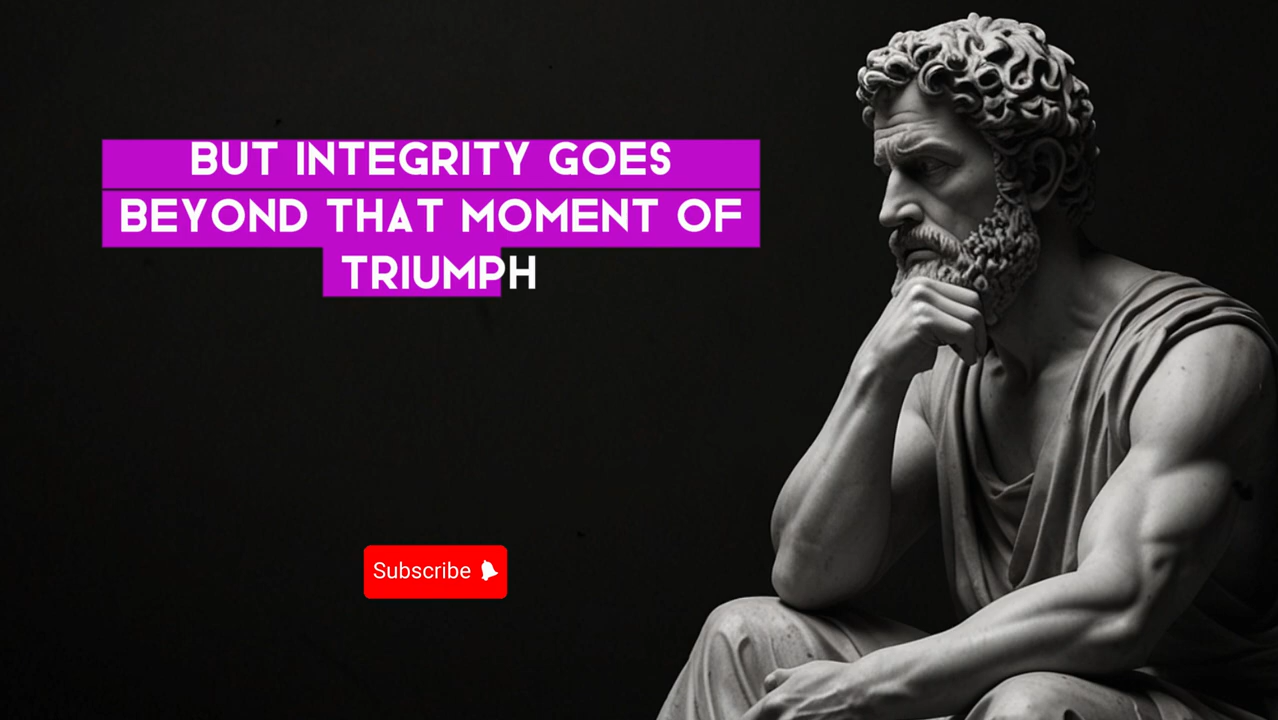 BUT INTEGRITY GOES
BEYOND THAT MOMENT OF
TRIUMPH
Subscribe